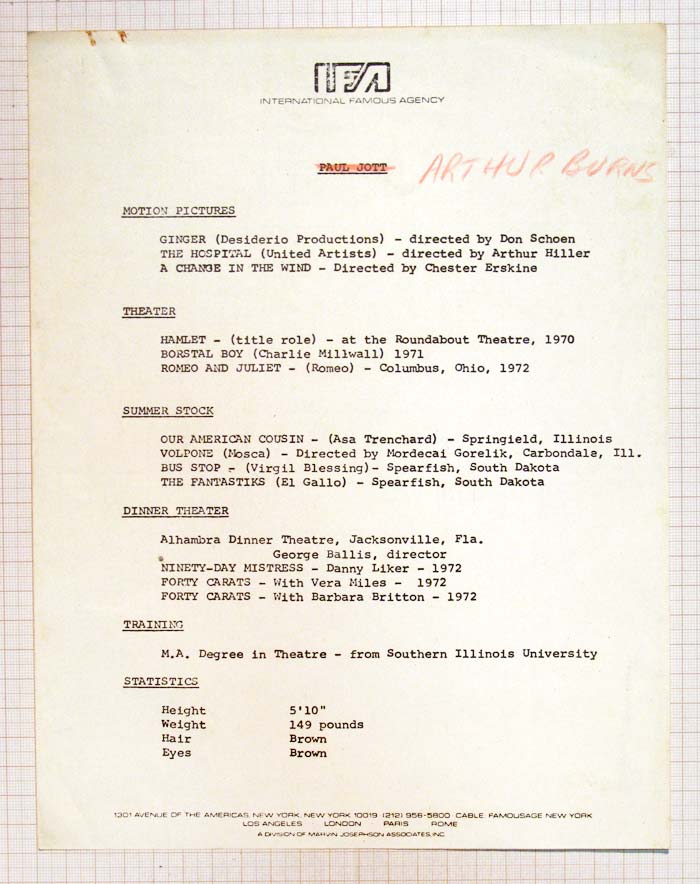 IFA
INTERNATIONAL FAMOUS AGENCY
PAUL JOTT ARTHUR BURNS
MOTION PICTURES
GINGER (Desiderio Productions) - directed by Don Schoen
THE HOSPITAL (United Artists) - directed by Arthur Hiller
A CHANGE IN THE WIND - Directed by Chester Erskine
THEATER
HAMLET - (title role) - at the Roundabout Theatre, 1970
BORSTAL BOY (Charlie Millwall) 1971
ROMEO AND JULIET - (Romeo) - Columbus, Ohio, 1972
SUMMER STOCK
OUR AMERICAN COUSIN - (Asa Trenchard) - Springield, Illinois
VOLPONE (Mosca) - Directed by Mordecai Gorelik, Carbondale, Ill.
BUS STOP - (Virgil Blessing)- Spearfish, South Dakota
THE FANTASTIKS (El Gallo) - Spearfish, South Dakota
DINNER THEATER
Alhambra Dinner Theatre, Jacksonville, Fla.
George Ballis, director
NINETY-DAY MISTRESS - Danny Liker - 1972
FORTY CARATS - With Vera Miles - 1972
FORTY CARATS - With Barbara Britton - 1972
TRAINING
M.A. Degree in Theatre - from Southern Illinois University
STATISTICS
Height 5'10"
Weight 149 pounds
Hair Brown
Eyes Brown
1301 AVENUE OF THE AMERICAS, NEW YORK, NEW YORK 10019 (212) 956-5800 CABLE: FAMOUSAGE NEW YORK
LOS ANGELES LONDON PARIS ROME
A DIVISION OF MARVIN JOSEPHSON ASSOCIATES, INC.